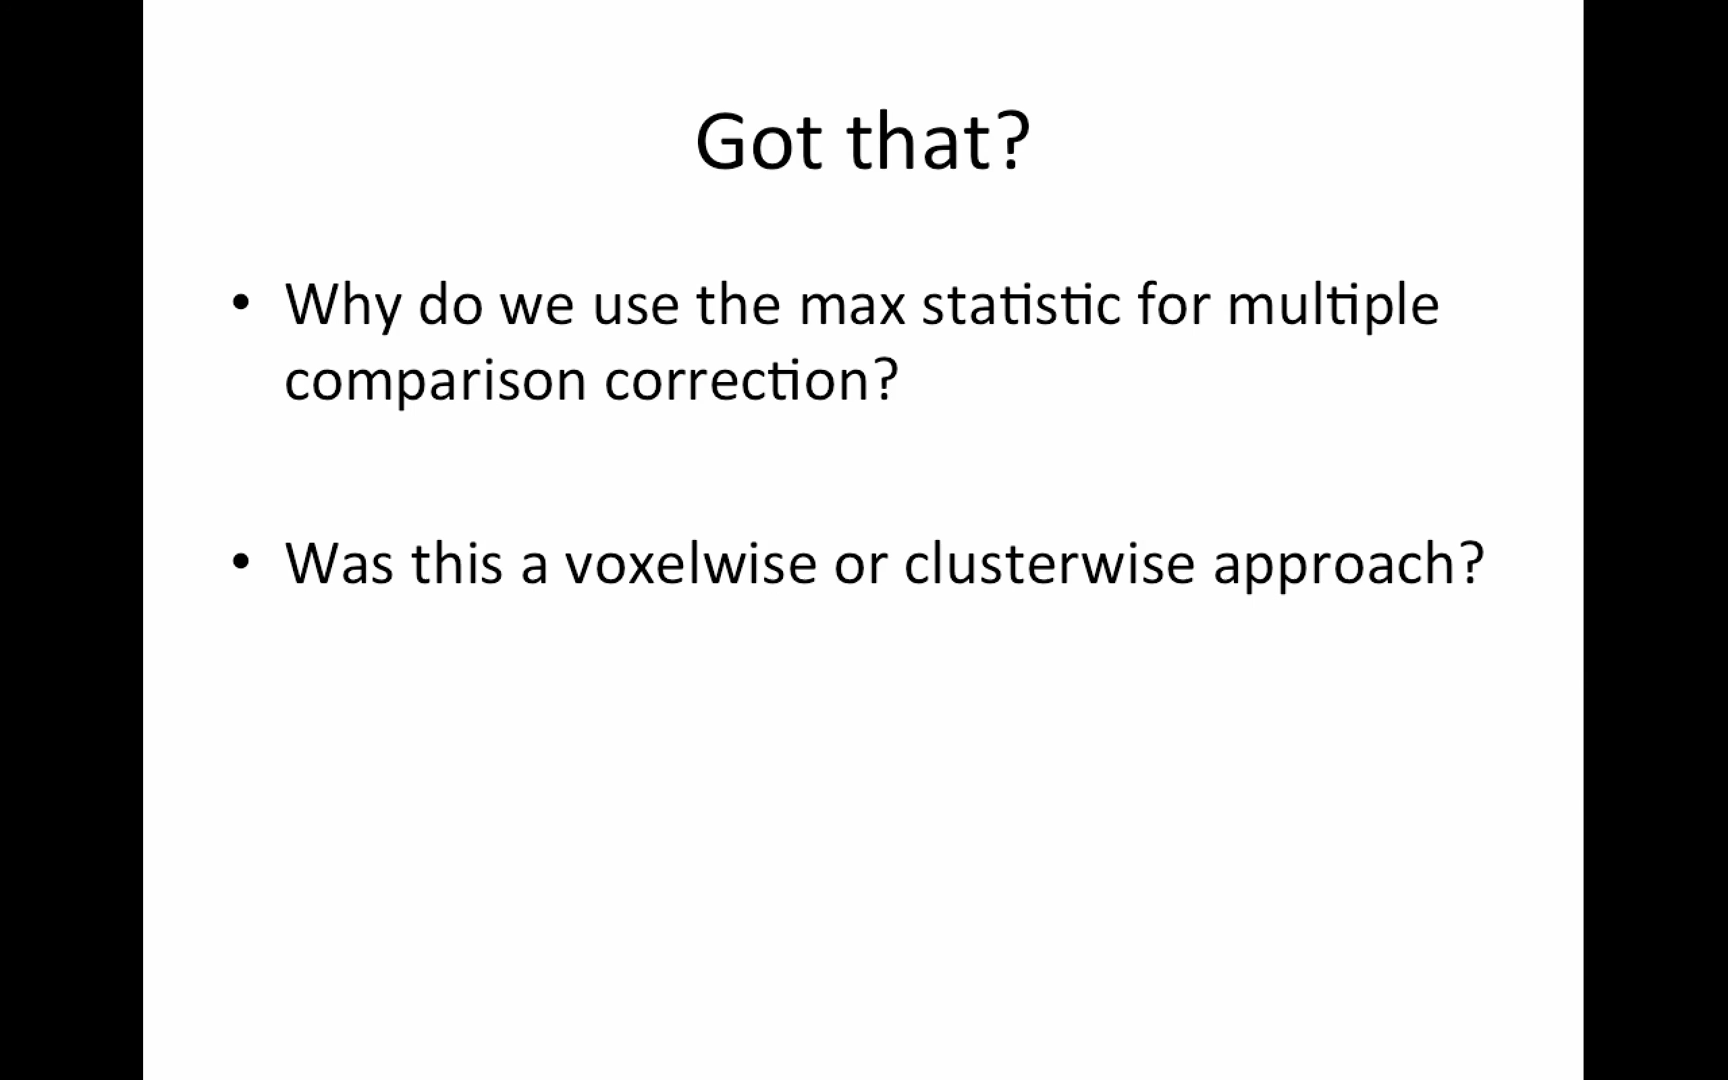 Got that?
• Why do we use the max statistic for multiple
comparison correction?
• Was this a voxelwise or clusterwise approach?